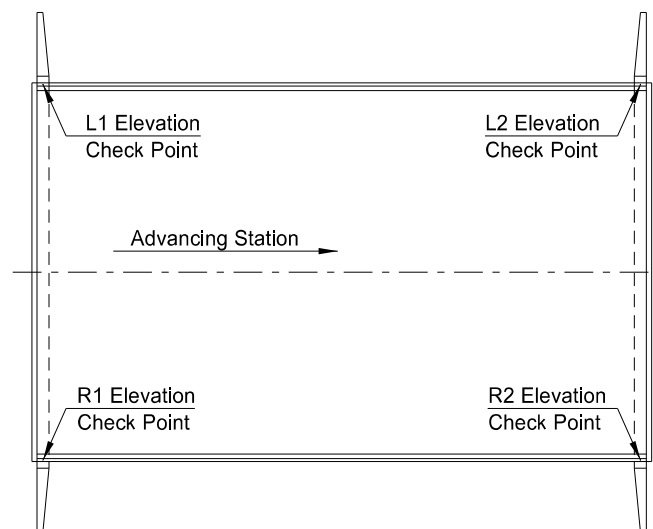 L1 Elevation
Check Point
L2 Elevation
Check Point
Advancing Station
R1 Elevation
Check Point
R2 Elevation
Check Point